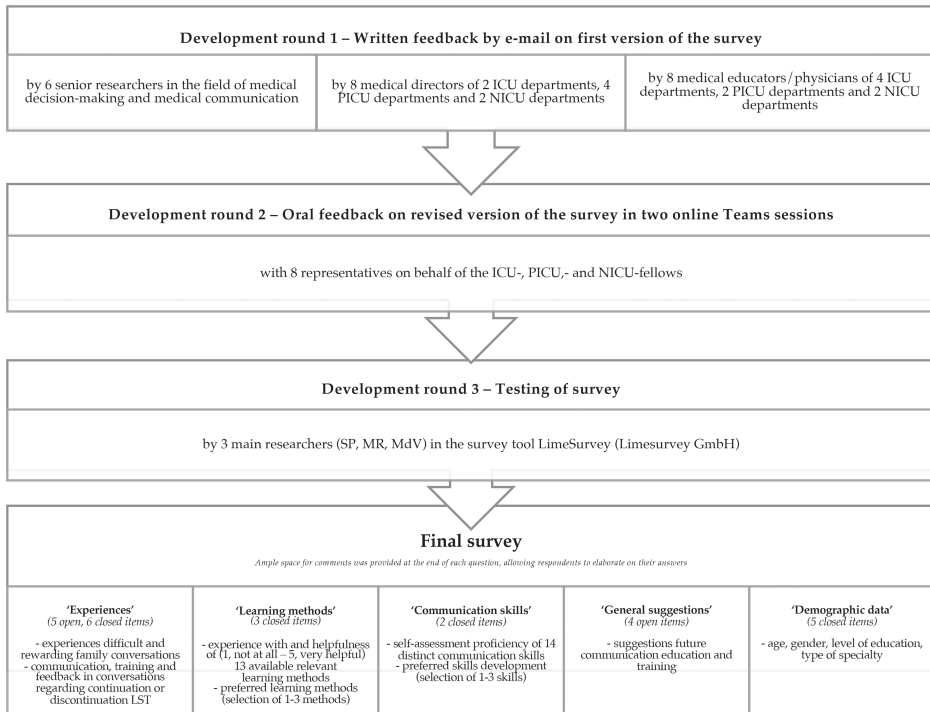 Development round 1 – Written feedback by e-mail on first version of the survey
by 6 senior researchers in the field of medical
decision-making and medical communication
by 8 medical directors of 2 ICU departments, 4
PICU departments and 2 NICU departments
by 8 medical educators/physicians of 4 ICU
departments, 2 PICU departments and 2 NICU
departments
Development round 2 – Oral feedback on revised version of the survey in two online Teams sessions
with 8 representatives on behalf of the ICU-, PICU,- and NICU-fellows
Development round 3 – Testing of survey
by 3 main researchers (SP, MR, MdV) in the survey tool LimeSurvey (Limesurvey GmbH)
Final survey
Ample space for comments was provided at the end of each question, allowing respondents to elaborate on their answers
‘Experiences’
(5 open, 6 closed items)
- experiences difficult and
rewarding family conversations
- communication, training and
feedback in conversations
regarding continuation or
discontinuation LST
‘Learning methods’
(3 closed items)
- experience with and helpfulness
of (1, not at all – 5, very helpful)
13 available relevant
learning methods
- preferred learning methods
(selection of 1-3 methods)
‘Communication skills’
(2 closed items)
- self-assessment proficiency of 14
distinct communication skills
- preferred skills development
(selection of 1-3 skills)
‘General suggestions’
(4 open items)
- suggestions future
communication education and
training
‘Demographic data’
(5 closed items)
- age, gender, level of education,
type of specialty